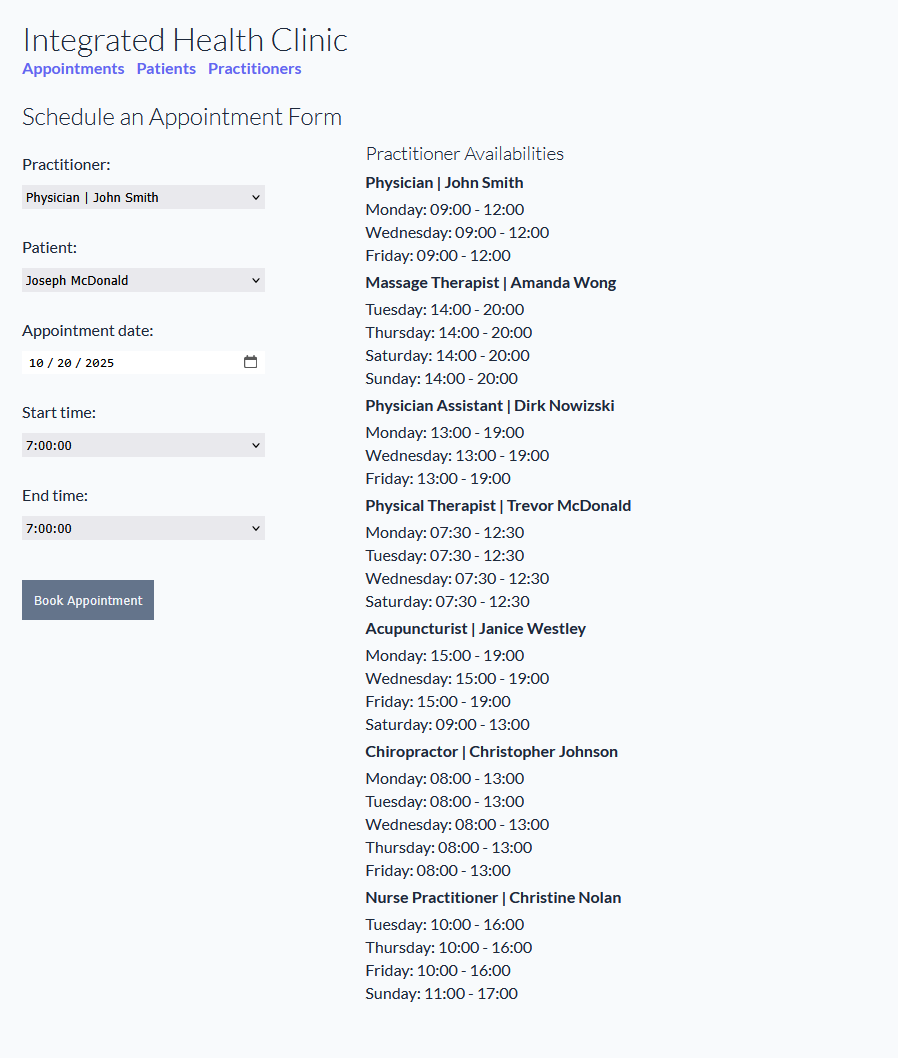 Integrated Health Clinic
Appointments Patients Practitioners
Schedule an Appointment Form
Practitioner:
Physician | John Smith
Patient:
Joseph McDonald
Appointment date:
10 / 20 / 2025
Start time:
7:00:00
End time:
7:00:00
Book Appointment
Practitioner Availabilities
Physician | John Smith
Monday: 09:00 - 12:00
Wednesday: 09:00 - 12:00
Friday: 09:00 - 12:00
Massage Therapist | Amanda Wong
Tuesday: 14:00 - 20:00
Thursday: 14:00 - 20:00
Saturday: 14:00 - 20:00
Sunday: 14:00 - 20:00
Physician Assistant | Dirk Nowizski
Monday: 13:00 - 19:00
Wednesday: 13:00 - 19:00
Friday: 13:00 - 19:00
Physical Therapist | Trevor McDonald
Monday: 07:30 - 12:30
Tuesday: 07:30 - 12:30
Wednesday: 07:30 - 12:30
Saturday: 07:30 - 12:30
Acupuncturist | Janice Westley
Monday: 15:00 - 19:00
Wednesday: 15:00 - 19:00
Friday: 15:00 - 19:00
Saturday: 09:00 - 13:00
Chiropractor | Christopher Johnson
Monday: 08:00 - 13:00
Tuesday: 08:00 - 13:00
Wednesday: 08:00 - 13:00
Thursday: 08:00 - 13:00
Friday: 08:00 - 13:00
Nurse Practitioner | Christine Nolan
Tuesday: 10:00 - 16:00
Thursday: 10:00 - 16:00
Friday: 10:00 - 16:00
Sunday: 11:00 - 17:00